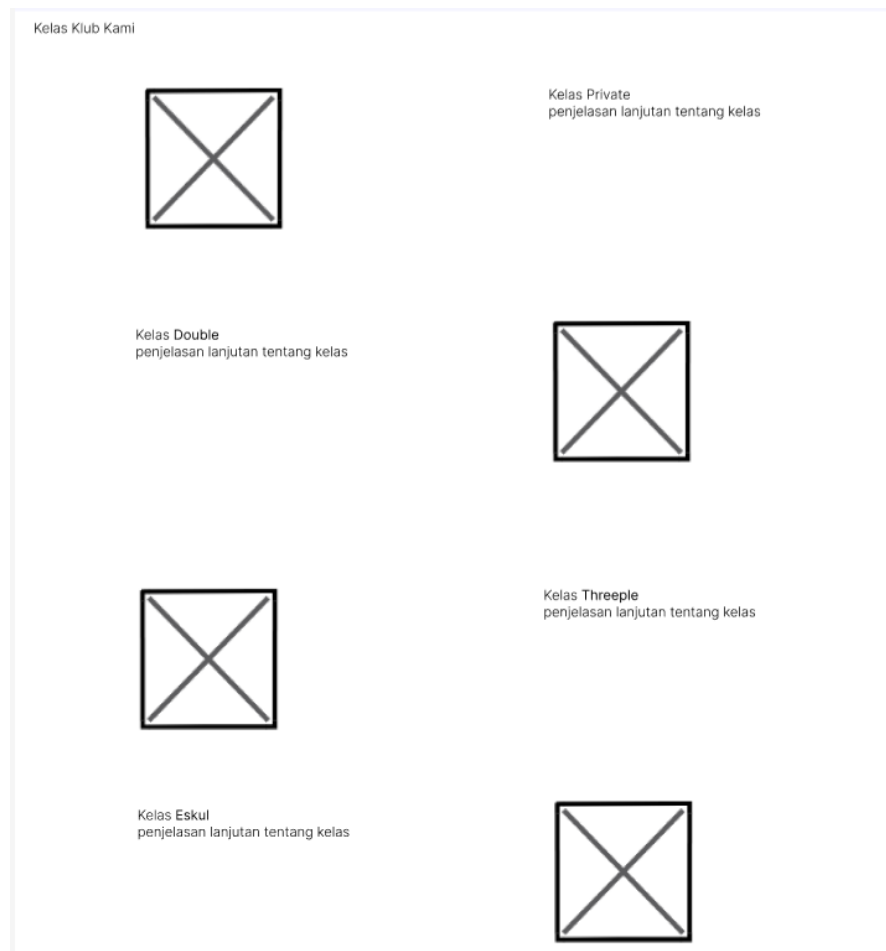 Kelas Klub Kami
Kelas Private
penjelasan lanjutan tentang kelas
Kelas Double
penjelasan lanjutan tentang kelas
Kelas Threeple
penjelasan lanjutan tentang kelas
Kelas Eskul
penjelasan lanjutan tentang kelas